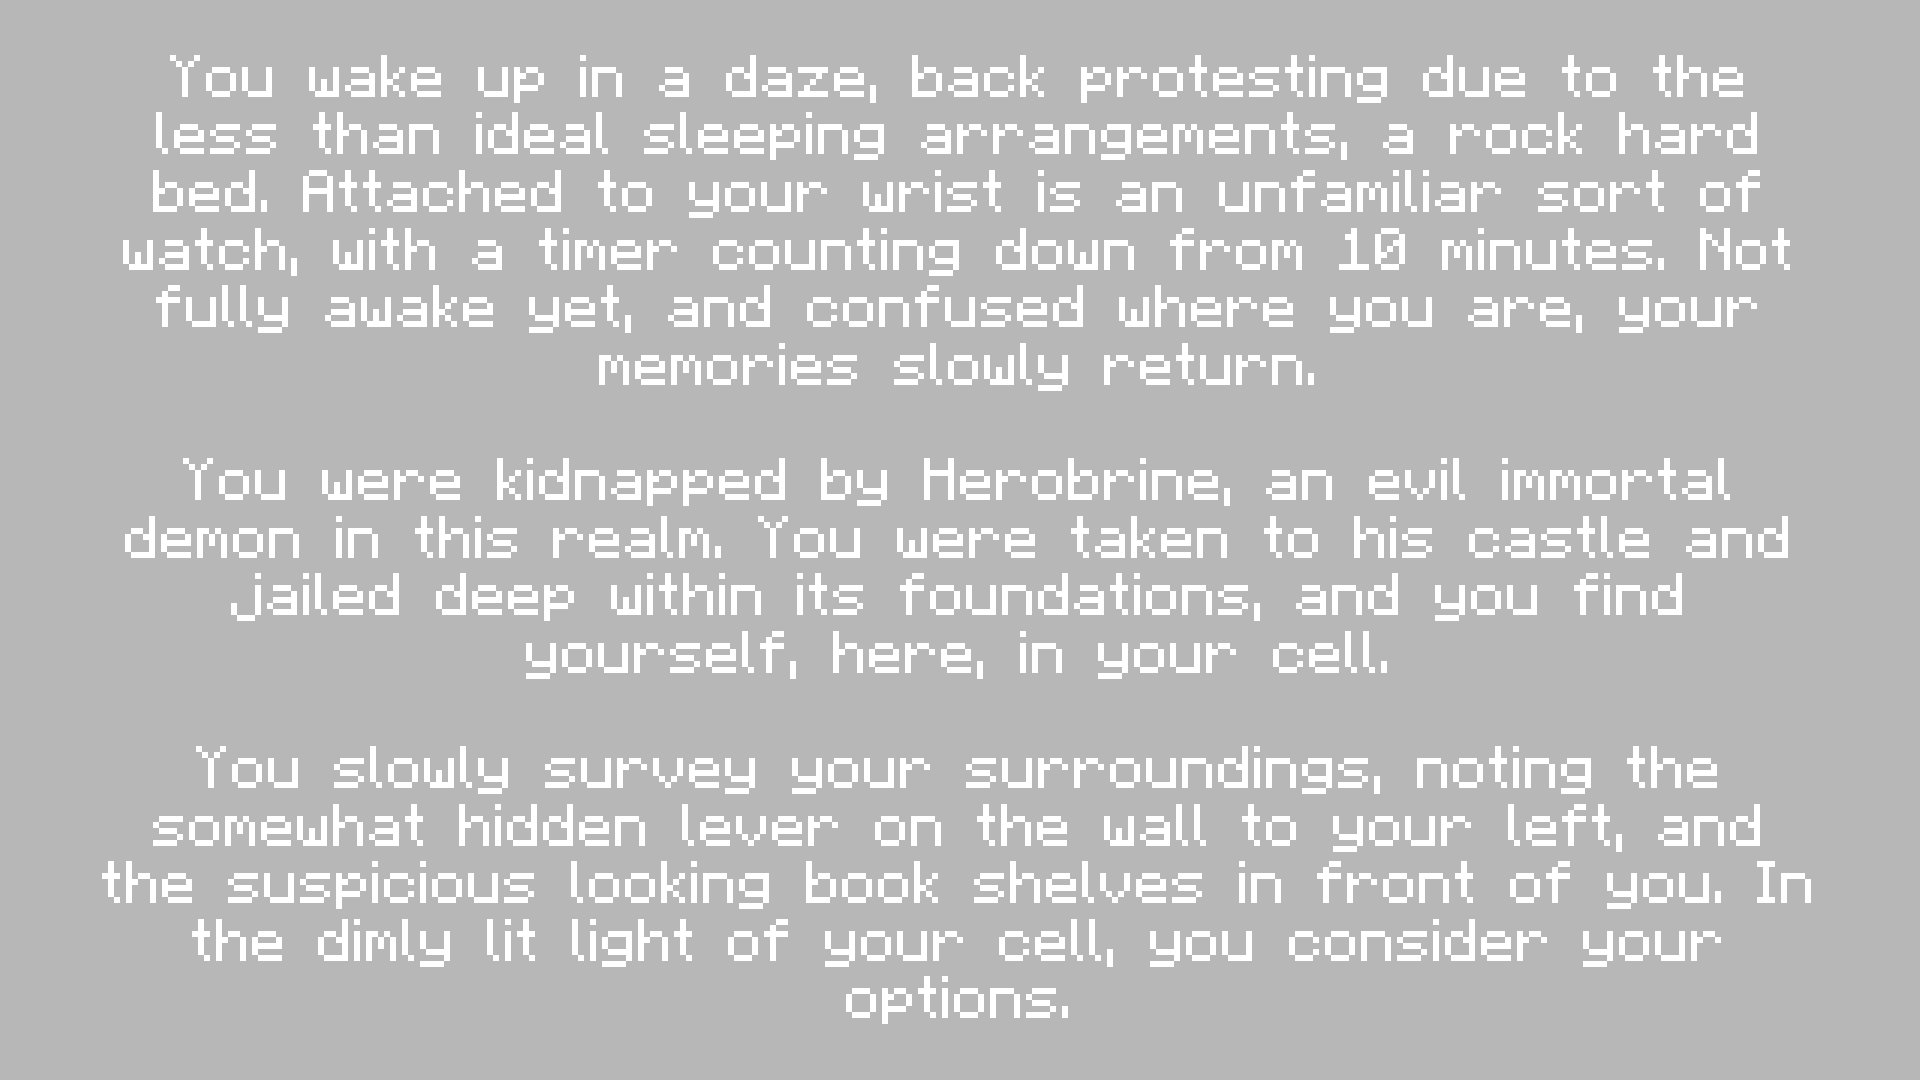 You wake up in a daze, back protesting due to the
less than ideal sleeping arrangements, a rock hard
bed. Attached to your wrist is an unfamiliar sort of
watch, with a timer counting down from 10 minutes. Not
fully awake yet, and confused where you are, your
memories slowly return.
You were kidnapped by Herobrine, an evil immortal
demon in this realm. You were taken to his castle and
jailed deep within its foundations, and you find
yourself, here, in your cell.
You slowly survey your surroundings, noting the
somewhat hidden lever on the wall to your left, and
the suspicious looking book shelves in front of you. In
the dimly lit light of your cell, you consider your
options.